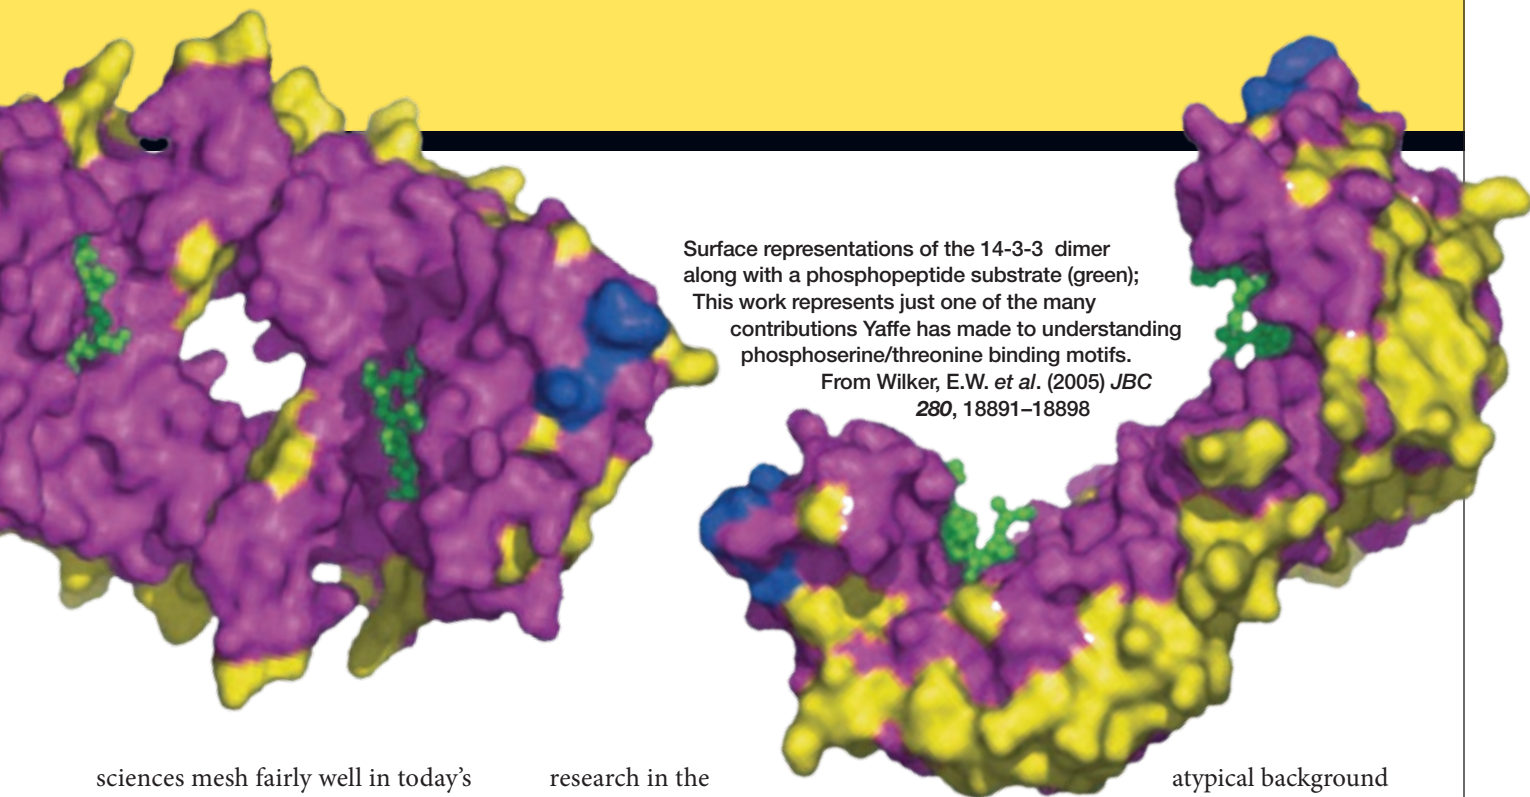 Surface representations of the 14-3-3 dimer
along with a phosphopeptide substrate (green);
This work represents just one of the many
contributions Yaffe has made to understanding
phosphoserine/threonine binding motifs.
From Wilker, E.W. et al. (2005) JBC
280, 18891–18898
sciences mesh fairly well in today’s
research in the
atypical background